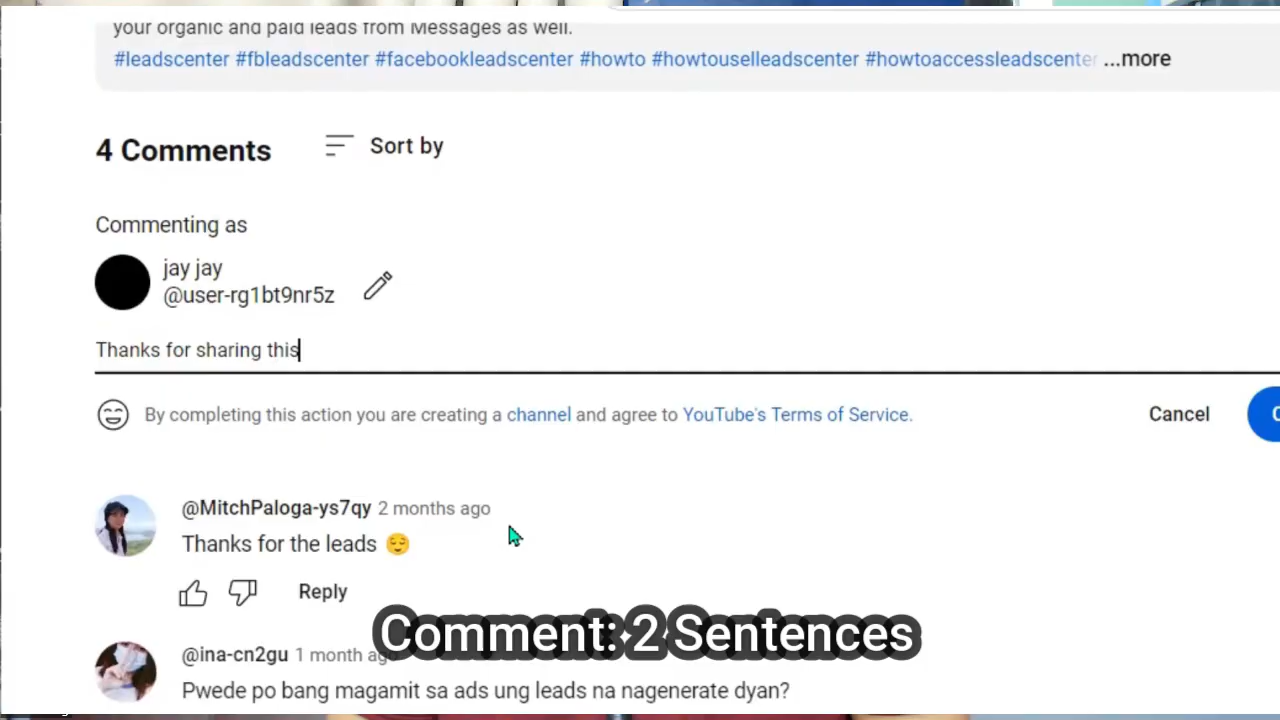 your organic and paid leads from Messages as well.
#leadscenter #fbleadscenter #facebookleadscenter #howto #howtouselleadscenter #howtoaccessleadscenter ...more
4 Comments Sort by
Commenting as
jay jay
@user-rg1bt9nr5z
Thanks for sharing this
By completing this action you are creating a channel and agree to YouTube's Terms of Service.
Cancel
@MitchPaloga-ys7qy 2 months ago
Thanks for the leads 😌
Reply
Comment: 2 Sentences
@ina-cn2gu 1 month ago
Pwede po bang magamit sa ads ung leads na nagenerate dyan?